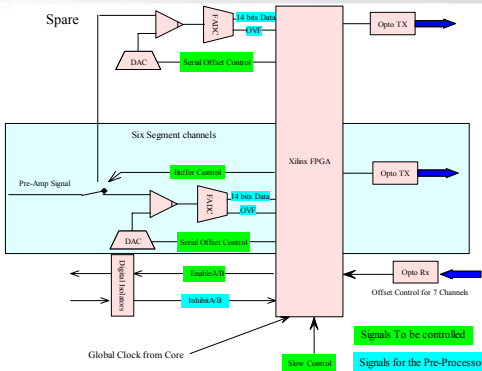 Spare
FADC
14 bits Data
OVF
Opto TX
DAC
Serial Offset Control
Six Segment channels
Xilinx FPGA
Buffer Control
Opto TX
Pre-Amp Signal
FADC
14 bits Data
OVF
DAC
Serial Offset Control
Digital Isolators
EnableA/B
Opto Rx
InhibitA/B
Offset Control for 7 Channels
Signals To be controlled
Global Clock from Core
Slow Control
Signals for the Pre-Processo